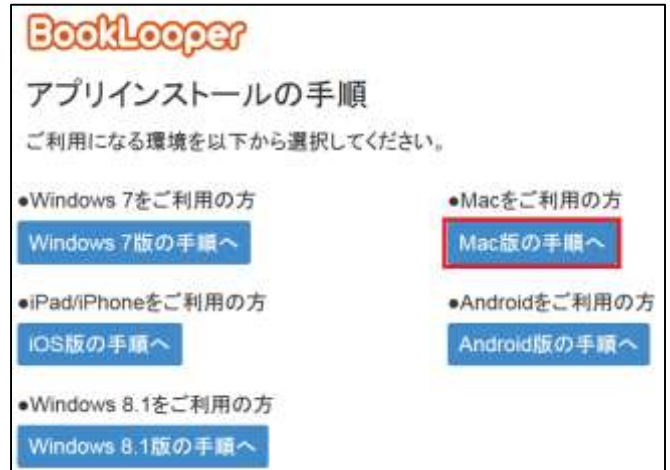 BookLooper
アプリインストールの手順
ご利用になる環境を以下から選択してください。
●Windows 7をご利用の方
Windows 7版の手順へ
●Macをご利用の方
Mac版の手順へ
●iPad/iPhoneをご利用の方
iOS版の手順へ
●Androidをご利用の方
Android版の手順へ
●Windows 8.1をご利用の方
Windows 8.1版の手順へ